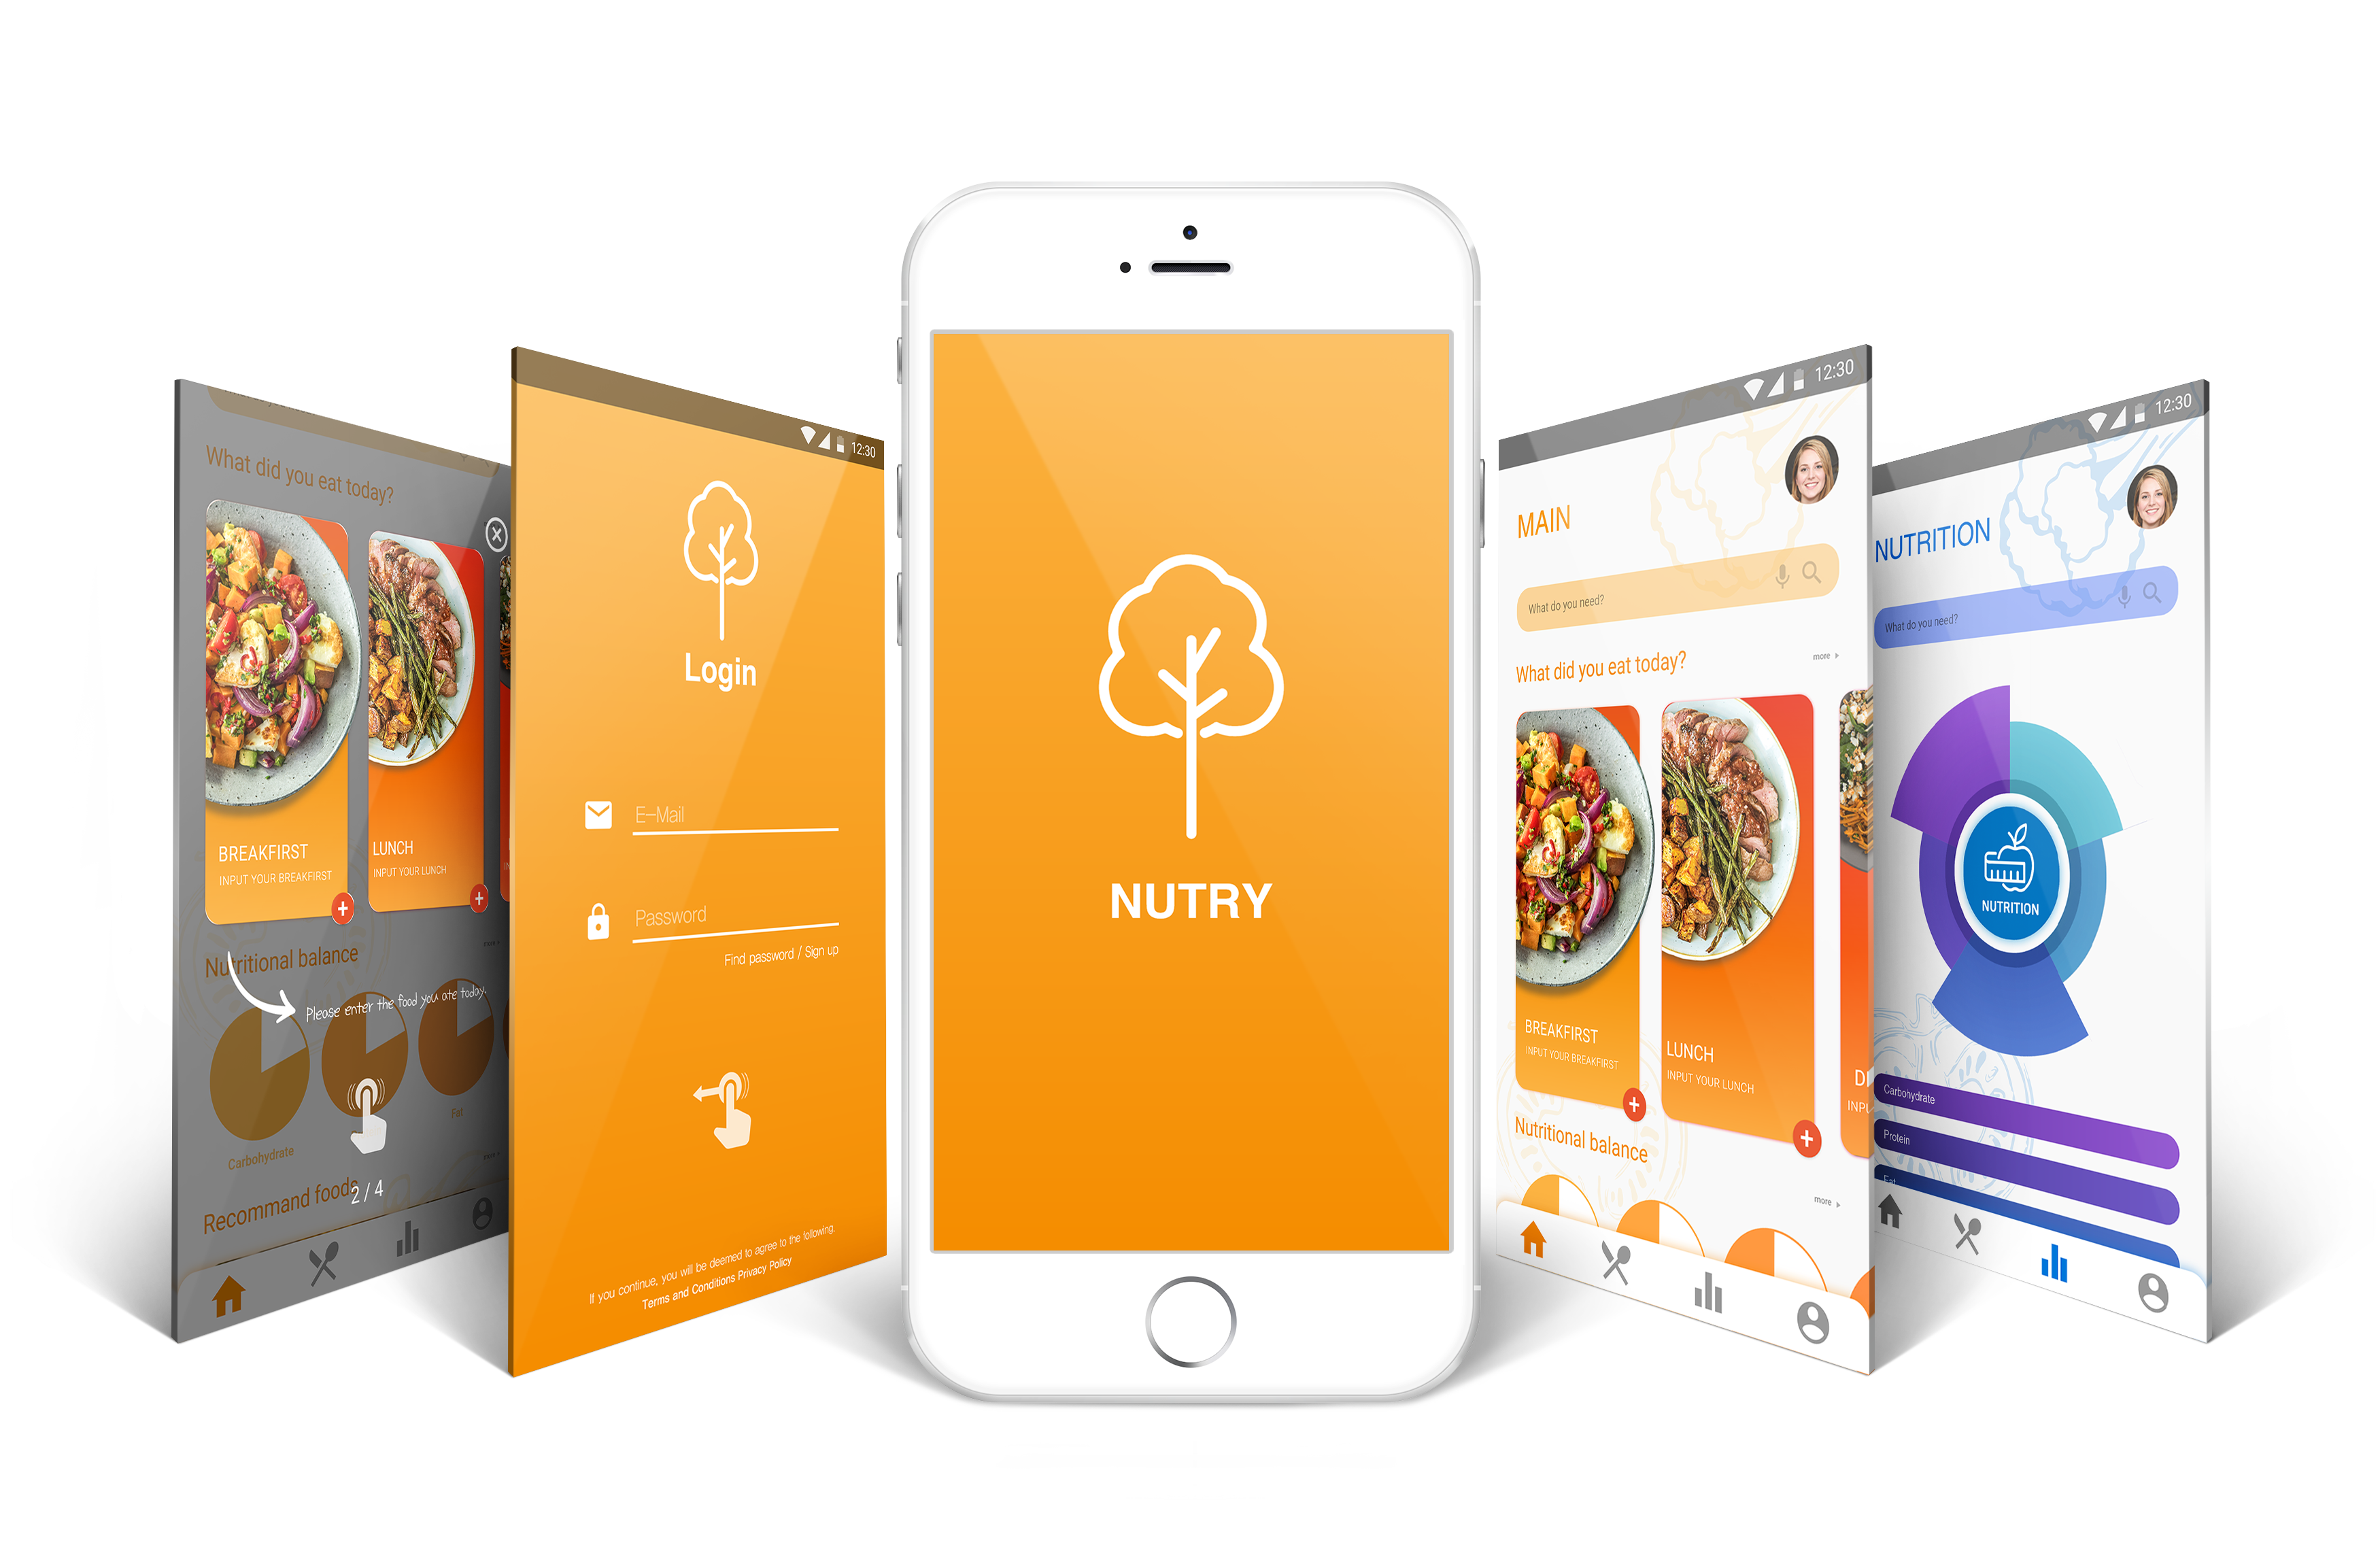 What did you eat today?
BREAKFIRST
INPUT YOUR BREAKFIRST
LUNCH
INPUT YOUR LUNCH
more
Nutritional balance
Please enter the food you ate today.
Carbohydrate
Fat
more
Recommand foods
2 / 4
12:30
Login
E-Mail
Password
Find password / Sign up
If you continue, you will be deemed to agree to the following.
Terms and Conditions Privacy Policy
NUTRY
12:30
MAIN
What do you need?
What did you eat today?
more
BREAKFIRST
INPUT YOUR BREAKFIRST
LUNCH
INPUT YOUR LUNCH
DI
INPU
Nutritional balance
more
12:30
NUTRITION
What do you need?
NUTRITION
Carbohydrate
Protein
Fat